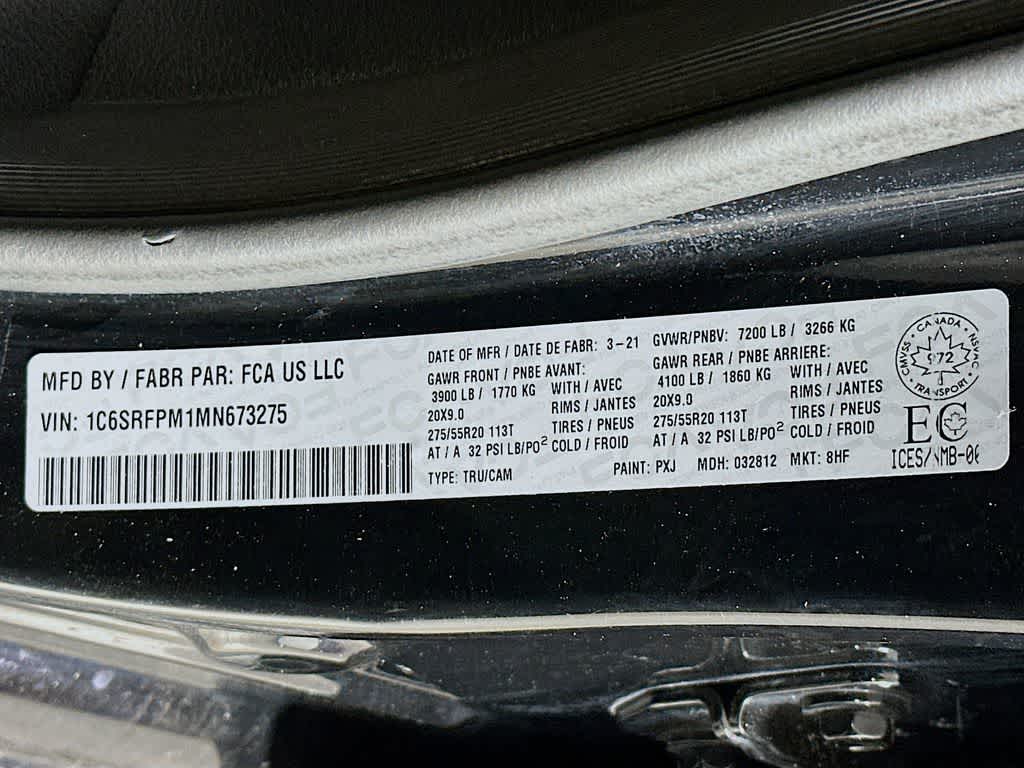 MFD BY / FABR PAR: FCA US LLC
VIN: 1C6SRFPM1MN673275
DATE OF MFR / DATE DE FABR: 3-21
GAWR FRONT / PNBE AVANT:
3900 LB / 1770 KG WITH / AVEC
20X9.0 RIMS / JANTES
275/55R20 113T TIRES / PNEUS
AT / A 32 PSI LB/PO² COLD / FROID
TYPE: TRU/CAM
GVWR/PNBV: 7200 LB / 3266 KG
GAWR REAR / PNBE ARRIERE:
4100 LB / 1860 KG WITH / AVEC
20X9.0 RIMS / JANTES
275/55R20 113T TIRES / PNEUS
AT / A 32 PSI LB/PO² COLD / FROID
PAINT: PXJ MDH: 032812 MKT: 8HF
CANADA
CMVSS
972
NSVAC
TRANSPORT
EC
ICES/NMB-00